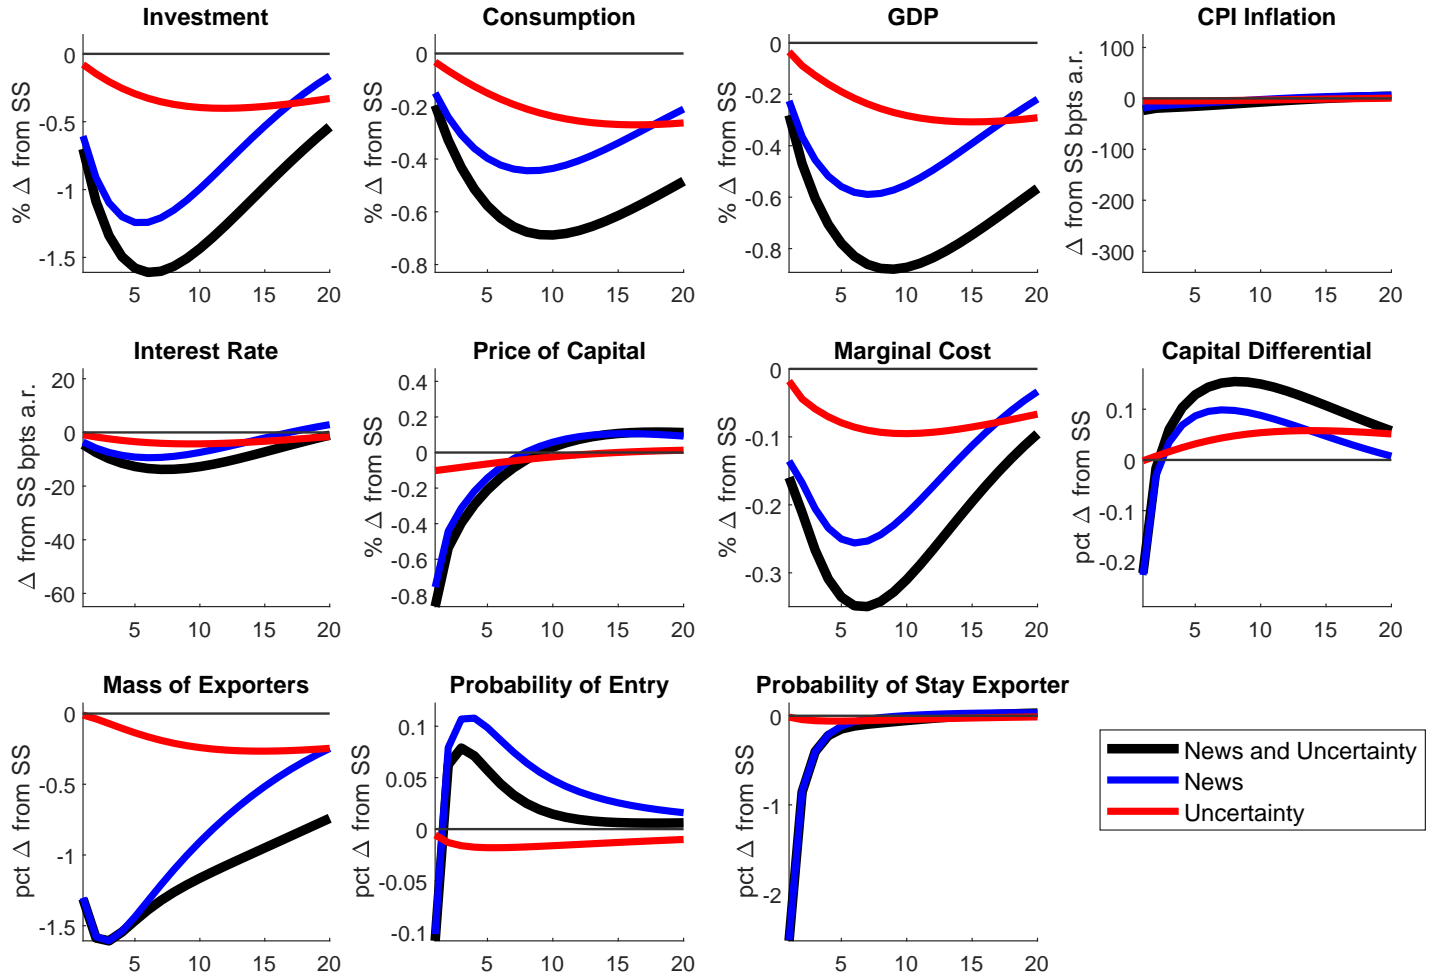 Investment
Consumption
GDP
CPI Inflation
% Δ from SS
0
-0.5
-1
-1.5
5 10 15 20
0
-0.2
-0.4
-0.6
-0.8
5 10 15 20
% Δ from SS
0
-0.2
-0.4
-0.6
-0.8
5 10 15 20
% Δ from SS
100
0
-100
-200
-300
5 10 15 20
Δ from SS bpts a.r.
Interest Rate
Price of Capital
Marginal Cost
Capital Differential
Δ from SS bpts a.r.
20
0
-20
-40
-60
5 10 15 20
% Δ from SS
0.4
0.2
0
-0.2
-0.4
-0.6
-0.8
5 10 15 20
% Δ from SS
0
-0.1
-0.2
-0.3
5 10 15 20
pct Δ from SS
0.1
0
-0.1
-0.2
5 10 15 20
Mass of Exporters
Probability of Entry
Probability of Stay Exporter
pct Δ from SS
0
-0.5
-1
-1.5
5 10 15 20
pct Δ from SS
0.1
0.05
0
-0.05
-0.1
5 10 15 20
pct Δ from SS
0
-1
-2
5 10 15 20
News and Uncertainty
News
Uncertainty